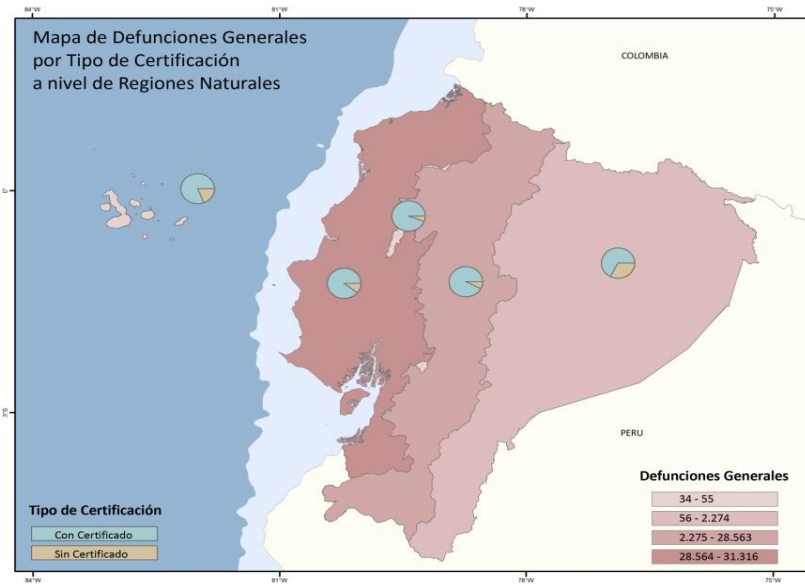 84°W
81°W
78°W
75°W
Mapa de Defunciones Generales
por Tipo de Certificación
a nivel de Regiones Naturales
COLOMBIA
0°
3°S
PERU
Tipo de Certificación
Con Certificado
Sin Certificado
Defunciones Generales
34 - 55
56 - 2.274
2.275 - 28.563
28.564 - 31.316
84°W
81°W
78°W
75°W